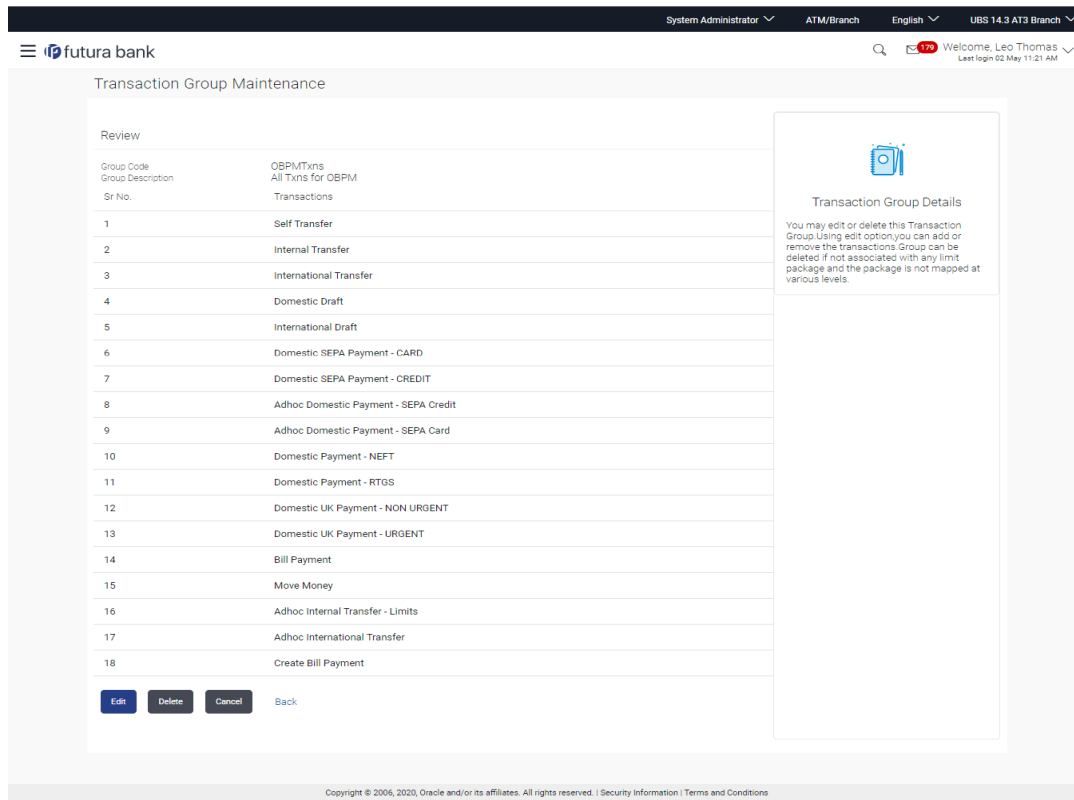 System Administrator ATM/Branch English UBS 14.3 AT3 Branch
futura bank 179 Welcome, Leo Thomas
Last login 02 May 11:21 AM
Transaction Group Maintenance
Review
Group Code OBPMTxns
Group Description All Txns for OBPM
Sr No. Transactions
1 Self Transfer
2 Internal Transfer
3 International Transfer
4 Domestic Draft
5 International Draft
6 Domestic SEPA Payment - CARD
7 Domestic SEPA Payment - CREDIT
8 Adhoc Domestic Payment - SEPA Credit
9 Adhoc Domestic Payment - SEPA Card
10 Domestic Payment - NEFT
11 Domestic Payment - RTGS
12 Domestic UK Payment - NON URGENT
13 Domestic UK Payment - URGENT
14 Bill Payment
15 Move Money
16 Adhoc Internal Transfer - Limits
17 Adhoc International Transfer
18 Create Bill Payment
Edit Delete Cancel Back
Transaction Group Details
You may edit or delete this Transaction
Group.Using edit option,you can add or
remove the transactions.Group can be
deleted if not associated with any limit
package and the package is not mapped at
various levels.
Copyright © 2006, 2020, Oracle and/or its affiliates. All rights reserved. | Security Information | Terms and Conditions